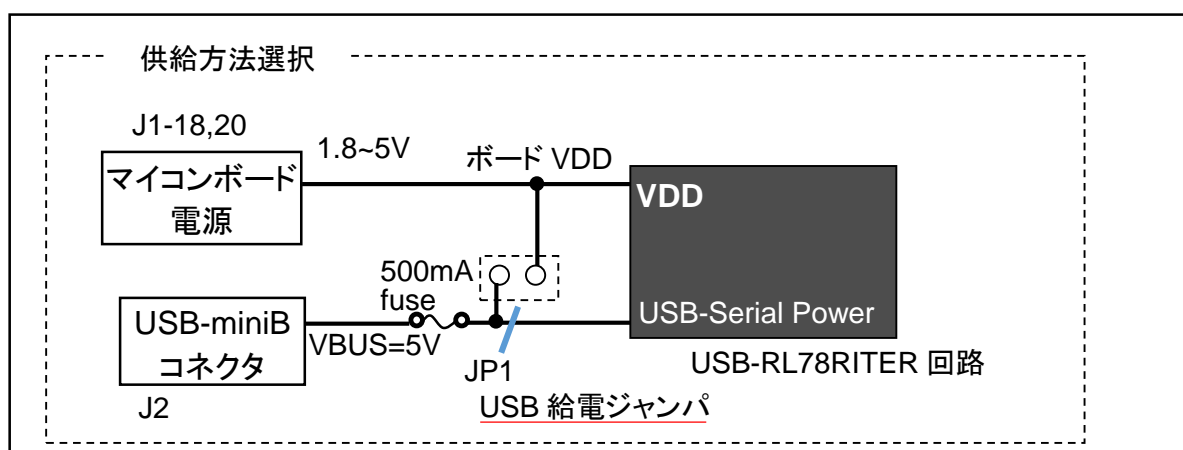 供給方法選択
J1-18,20
1.8~5V
ボード VDD
マイコンボード
電源
VDD
500mA
fuse
USB-miniB
コネクタ
VBUS=5V
USB-Serial Power
JP1
USB-RL78RITER 回路
J2
USB 給電ジャンパ